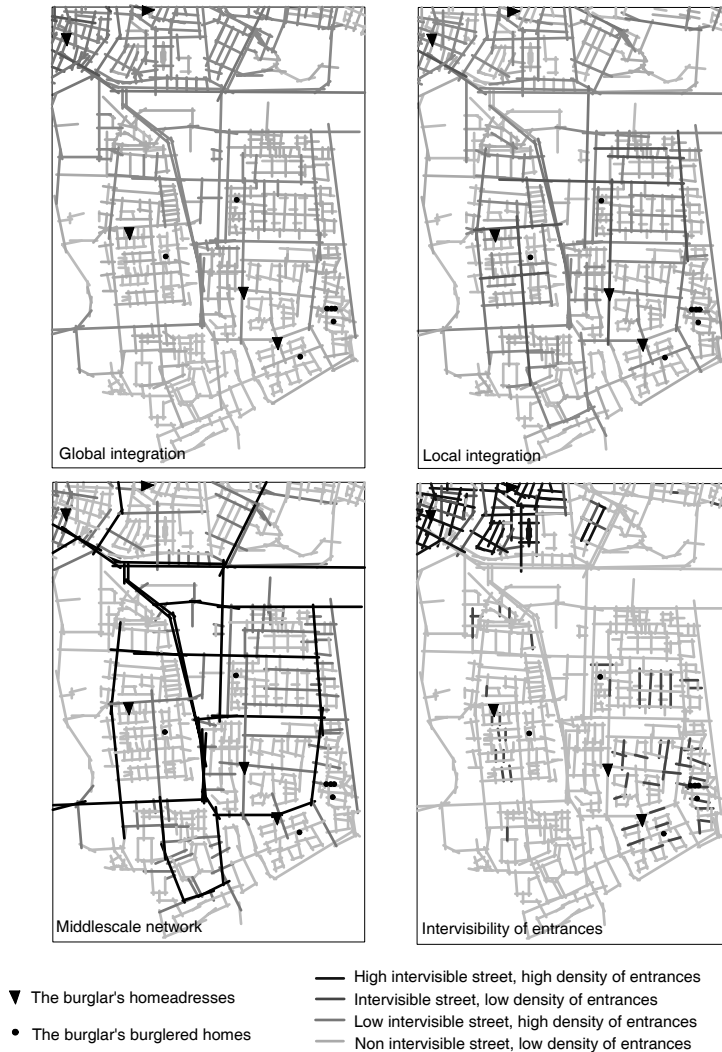 Global integration
Local integration
Middlescale network
Intervisibility of entrances
The burglar's homeadresses
The burglar's burglered homes
High intervisible street, high density of entrances
Intervisible street, low density of entrances
Low intervisible street, high density of entrances
Non intervisible street, low density of entrances